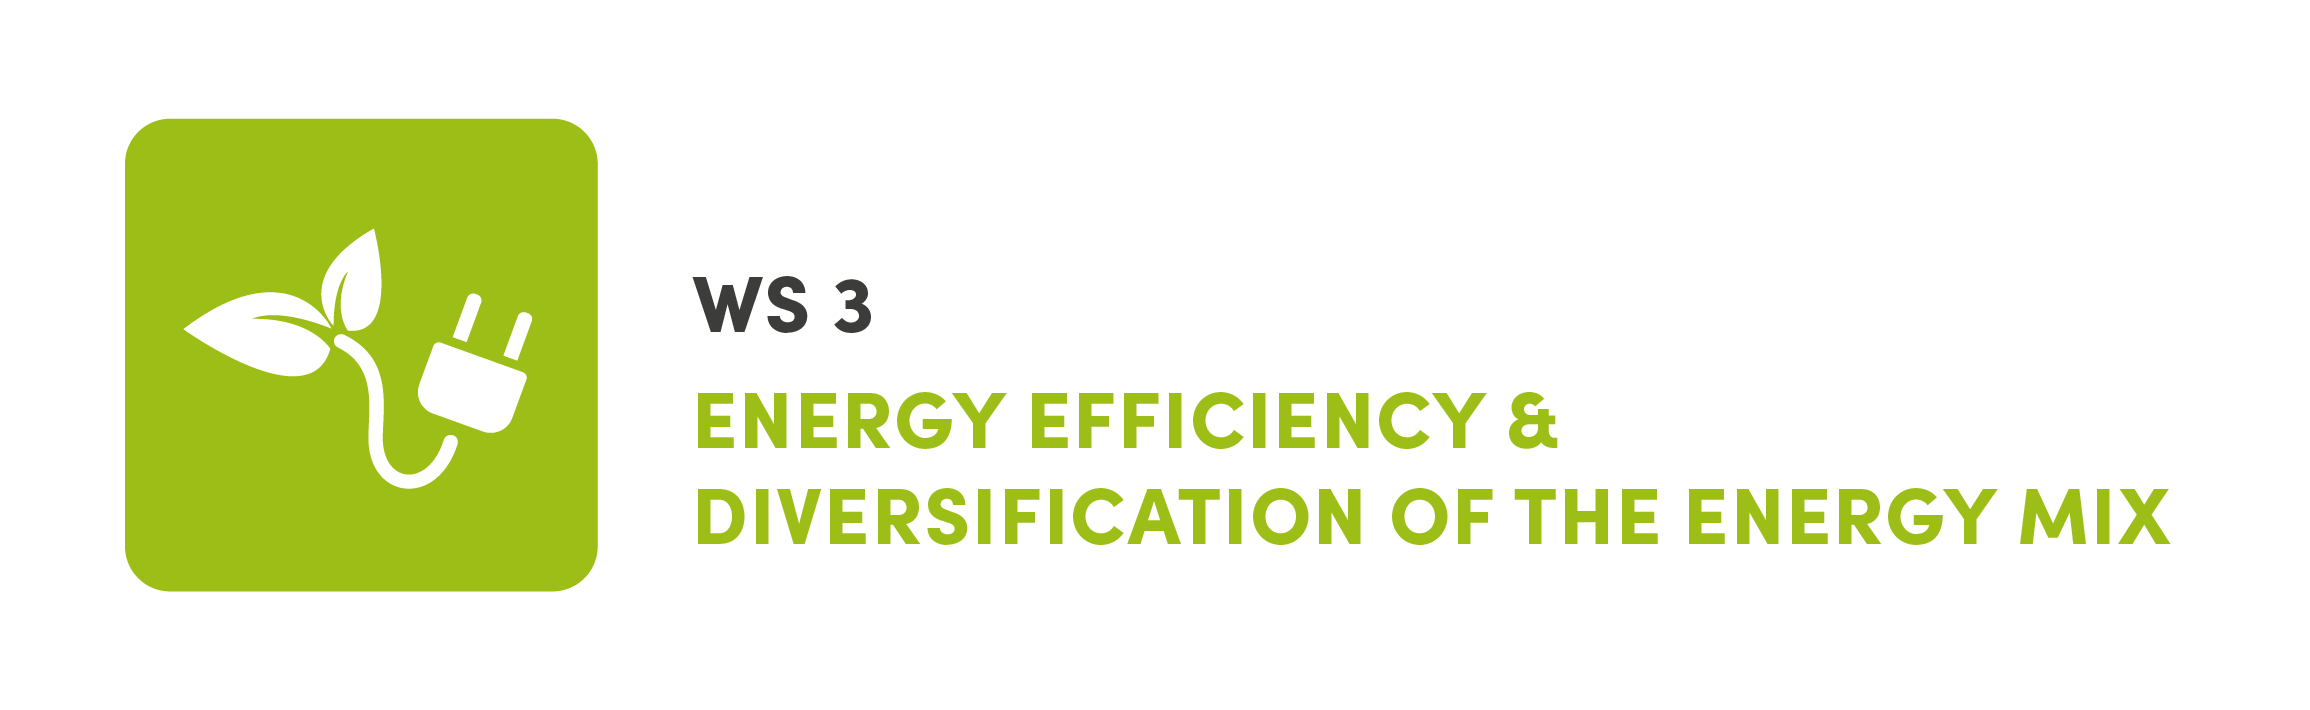 WS 3
ENERGY EFFICIENCY &
DIVERSIFICATION OF THE ENERGY MIX